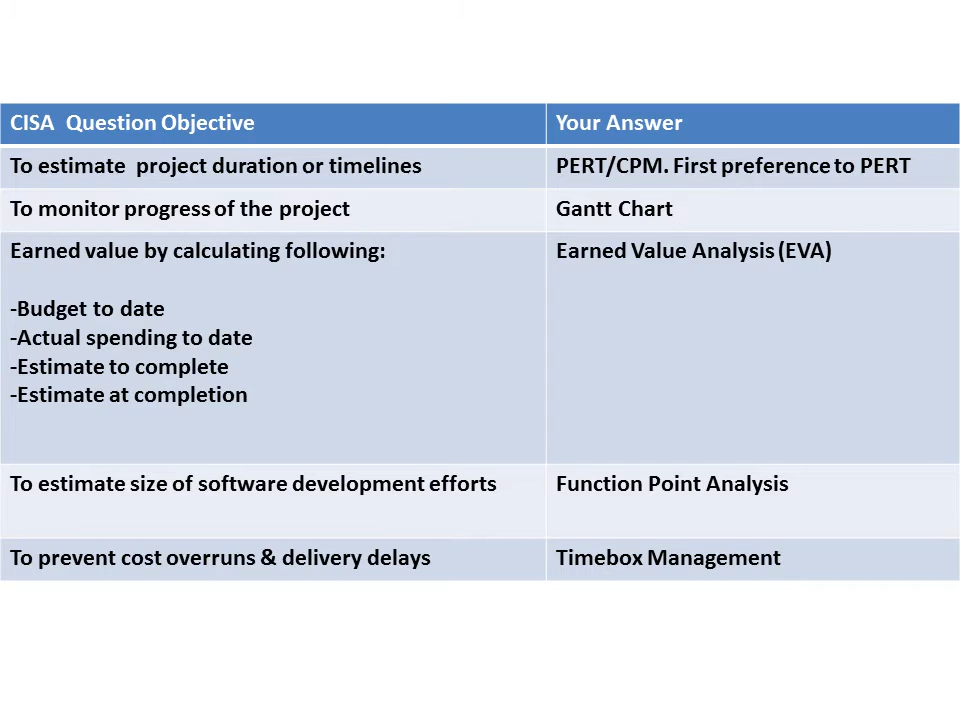 CISA  Question Objective
Your Answer
To estimate  project duration or timelines
PERT/CPM. First preference to PERT
To monitor progress of the project
Gantt Chart
Earned value by calculating following:
Earned Value Analysis (EVA)
-Budget to date
-Actual spending to date
-Estimate to complete
-Estimate at completion
To estimate size of software development efforts
Function Point Analysis
To prevent cost overruns & delivery delays
Timebox Management